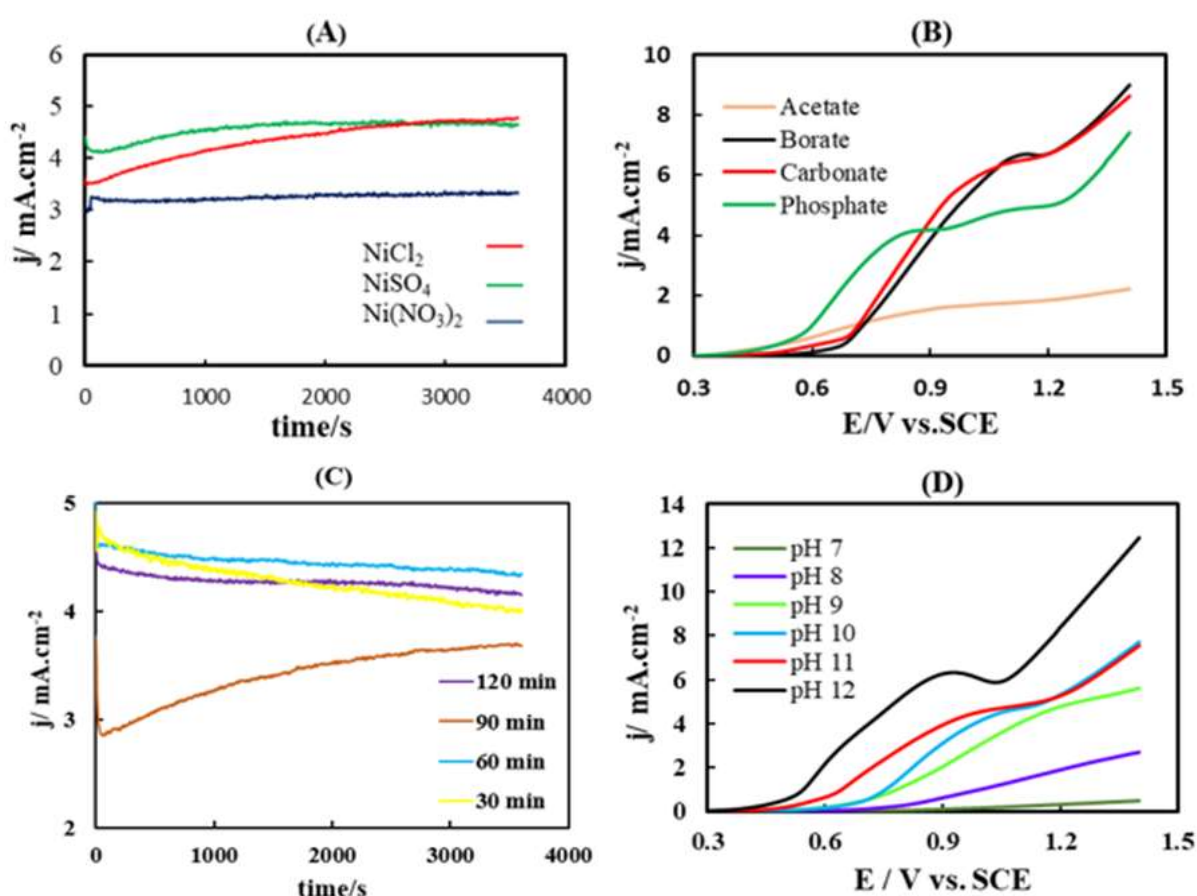 (A)
6
5
4
3
2
1
0
j/ mA.cm-2
NiCl2
NiSO4
Ni(NO3)2
0 1000 2000 3000 4000
time/s
(B)
10
8
6
4
2
0
j/mA.cm-2
Acetate
Borate
Carbonate
Phosphate
0.3 0.6 0.9 1.2 1.5
E/V vs.SCE
(C)
5
4
3
2
j/ mA.cm-2
120 min
90 min
60 min
30 min
0 1000 2000 3000 4000
time/s
(D)
14
12
10
8
6
4
2
0
j/ mA.cm-2
pH 7
pH 8
pH 9
pH 10
pH 11
pH 12
0.3 0.6 0.9 1.2 1.5
E / V vs. SCE